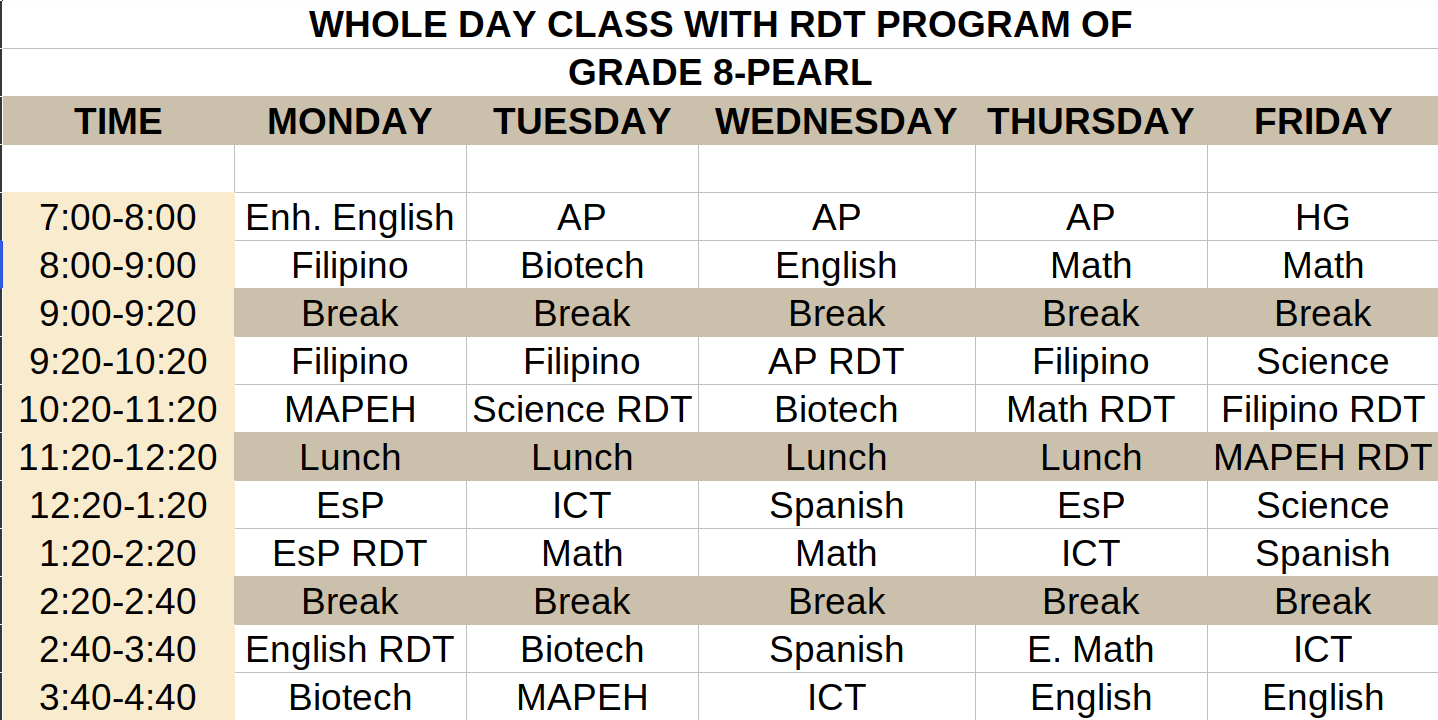 WHOLE DAY CLASS WITH RDT PROGRAM OF
GRADE 8-PEARL
TIME MONDAY TUESDAY WEDNESDAY THURSDAY FRIDAY
7:00-8:00 Enh. English AP AP AP HG
8:00-9:00 Filipino Biotech English Math Math
9:00-9:20 Break Break Break Break Break
9:20-10:20 Filipino Filipino AP RDT Filipino Science
10:20-11:20 MAPEH Science RDT Biotech Math RDT Filipino RDT
11:20-12:20 Lunch Lunch Lunch Lunch MAPEH RDT
12:20-1:20 EsP ICT Spanish EsP Science
1:20-2:20 EsP RDT Math Math ICT Spanish
2:20-2:40 Break Break Break Break Break
2:40-3:40 English RDT Biotech Spanish E. Math ICT
3:40-4:40 Biotech MAPEH ICT English English